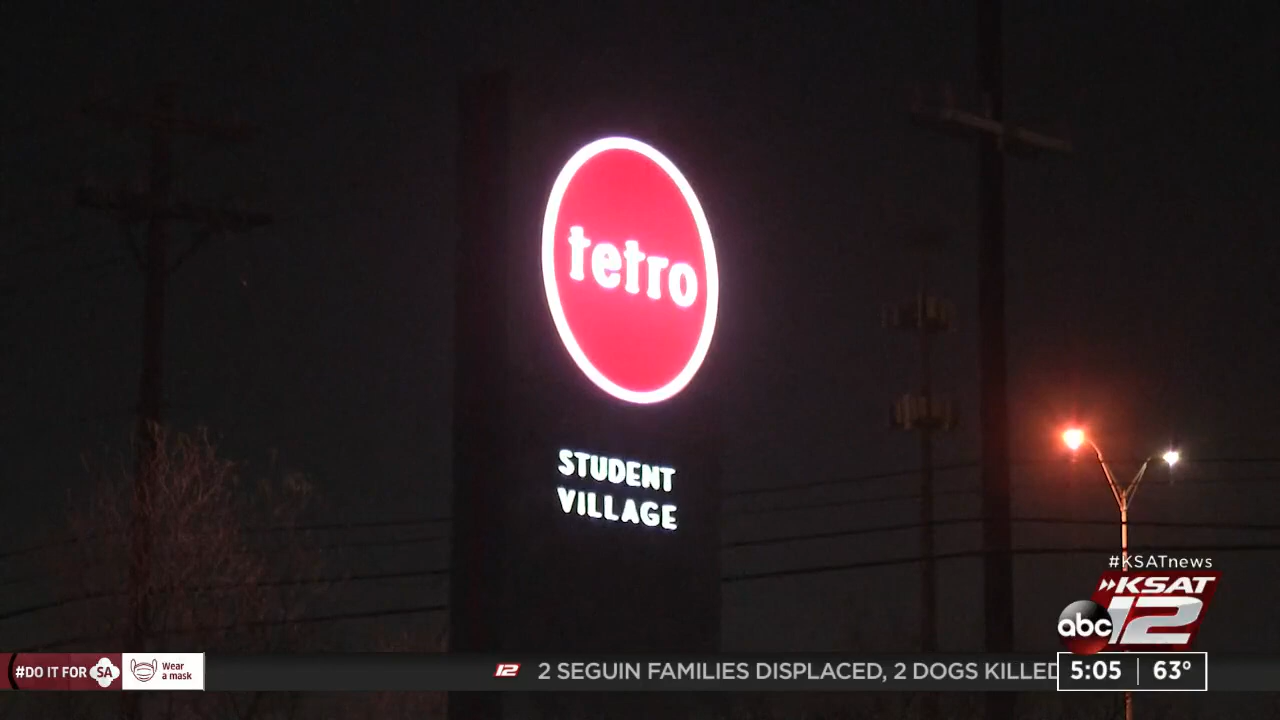 tetro
STUDENT
VILLAGE
#KSATnews
KSAT
abc 12
#DO IT FOR SA
Wear
a mask
12 2 SEGUIN FAMILIES DISPLACED, 2 DOGS KILLED
5:05 63°